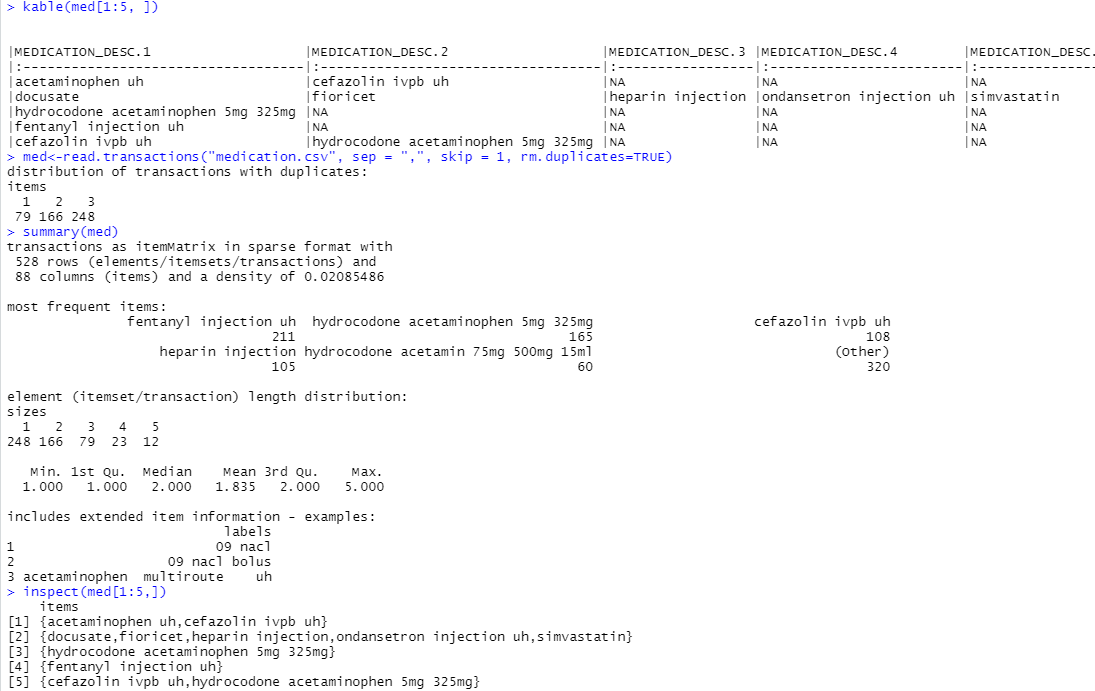 > kable(med[1:5, ])
|MEDICATION_DESC.1 |MEDICATION_DESC.2 |MEDICATION_DESC.3 |MEDICATION_DESC.4 |MEDICATION_DESC.
|:-----------------------------------|:-----------------------------------|:-----------------|:------------------------|:----------------
|acetaminophen uh |cefazolin ivpb uh |NA |NA |NA
|docusate |fioricet |heparin injection |ondansetron injection uh |simvastatin
|hydrocodone acetaminophen 5mg 325mg |NA |NA |NA |NA
|fentanyl injection uh |NA |NA |NA |NA
|cefazolin ivpb uh |hydrocodone acetaminophen 5mg 325mg |NA |NA |NA
> med<-read.transactions("medication.csv", sep = ",", skip = 1, rm.duplicates=TRUE)
distribution of transactions with duplicates:
items
1 2 3
79 166 248
> summary(med)
transactions as itemMatrix in sparse format with
528 rows (elements/itemsets/transactions) and
88 columns (items) and a density of 0.02085486
most frequent items:
fentanyl injection uh hydrocodone acetaminophen 5mg 325mg cefazolin ivpb uh
211 165 108
heparin injection hydrocodone acetamin 75mg 500mg 15ml (Other)
105 60 320
element (itemset/transaction) length distribution:
sizes
1 2 3 4 5
248 166 79 23 12
Min. 1st Qu. Median Mean 3rd Qu. Max.
1.000 1.000 2.000 1.835 2.000 5.000
includes extended item information - examples:
labels
1 09 nacl
2 09 nacl bolus
3 acetaminophen multiroute uh
> inspect(med[1:5,])
items
[1] {acetaminophen uh,cefazolin ivpb uh}
[2] {docusate,fioricet,heparin injection,ondansetron injection uh,simvastatin}
[3] {hydrocodone acetaminophen 5mg 325mg}
[4] {fentanyl injection uh}
[5] {cefazolin ivpb uh,hydrocodone acetaminophen 5mg 325mg}